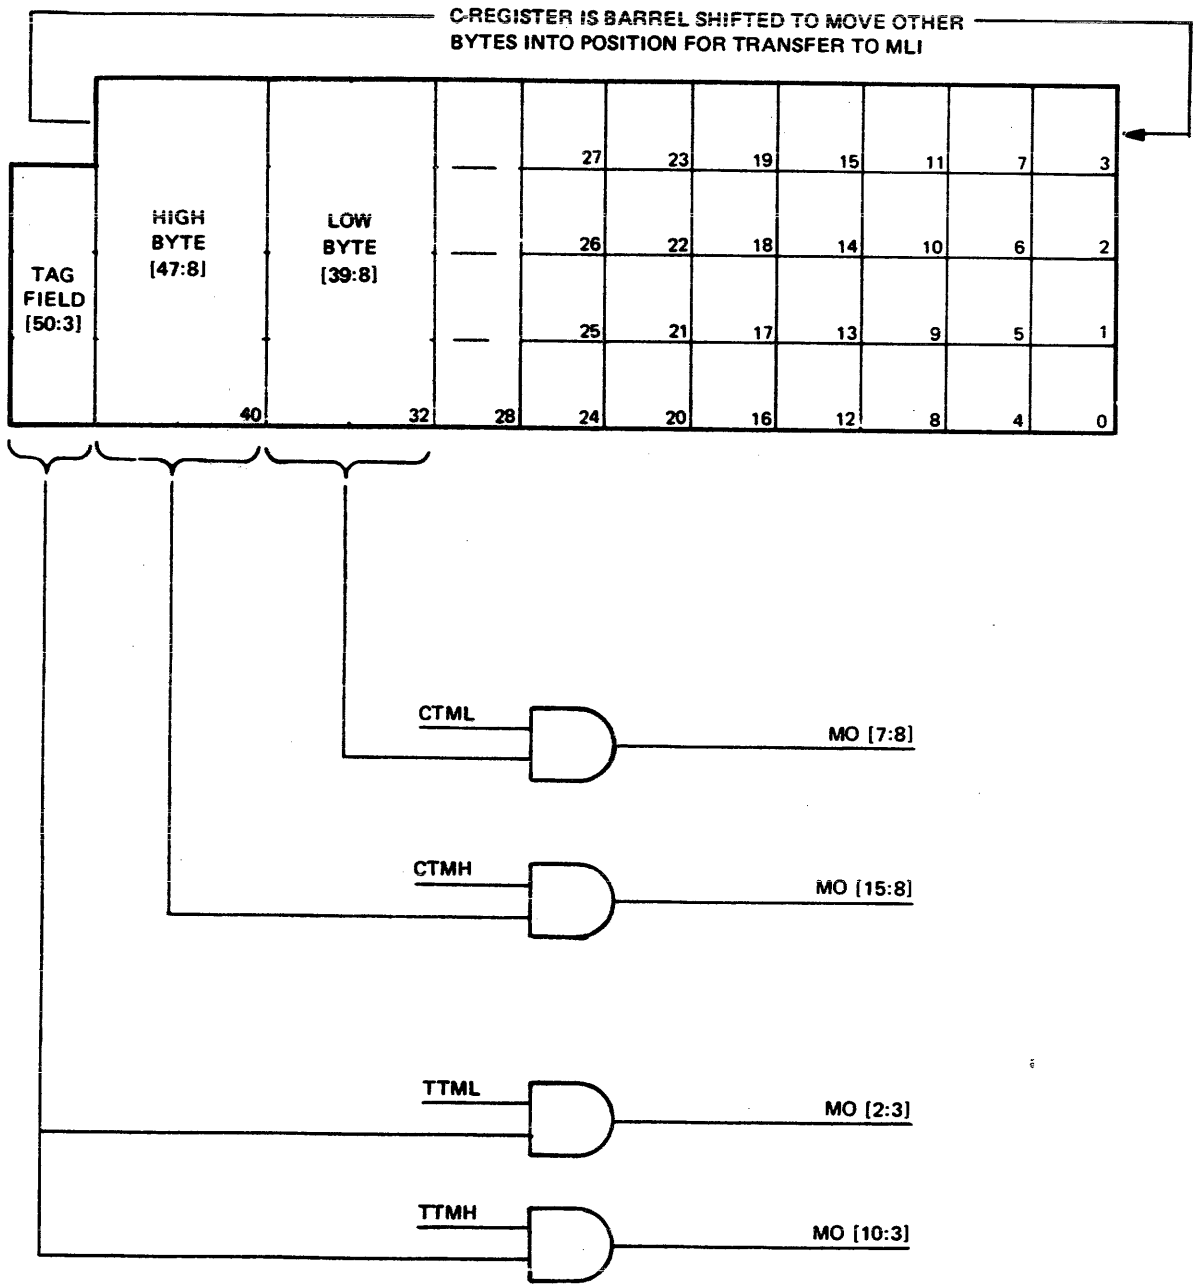 C-REGISTER IS BARREL SHIFTED TO MOVE OTHER
BYTES INTO POSITION FOR TRANSFER TO MLI
27 23 19 15 11 7 3
HIGH
BYTE
[47:8]
LOW
BYTE
[39:8]
26 22 18 14 10 6 2
TAG
FIELD
[50:3]
25 21 17 13 9 5 1
40 32 28 24 20 16 12 8 4 0
CTML
MO [7:8]
CTMH
MO [15:8]
TTML
MO [2:3]
TTMH
MO [10:3]